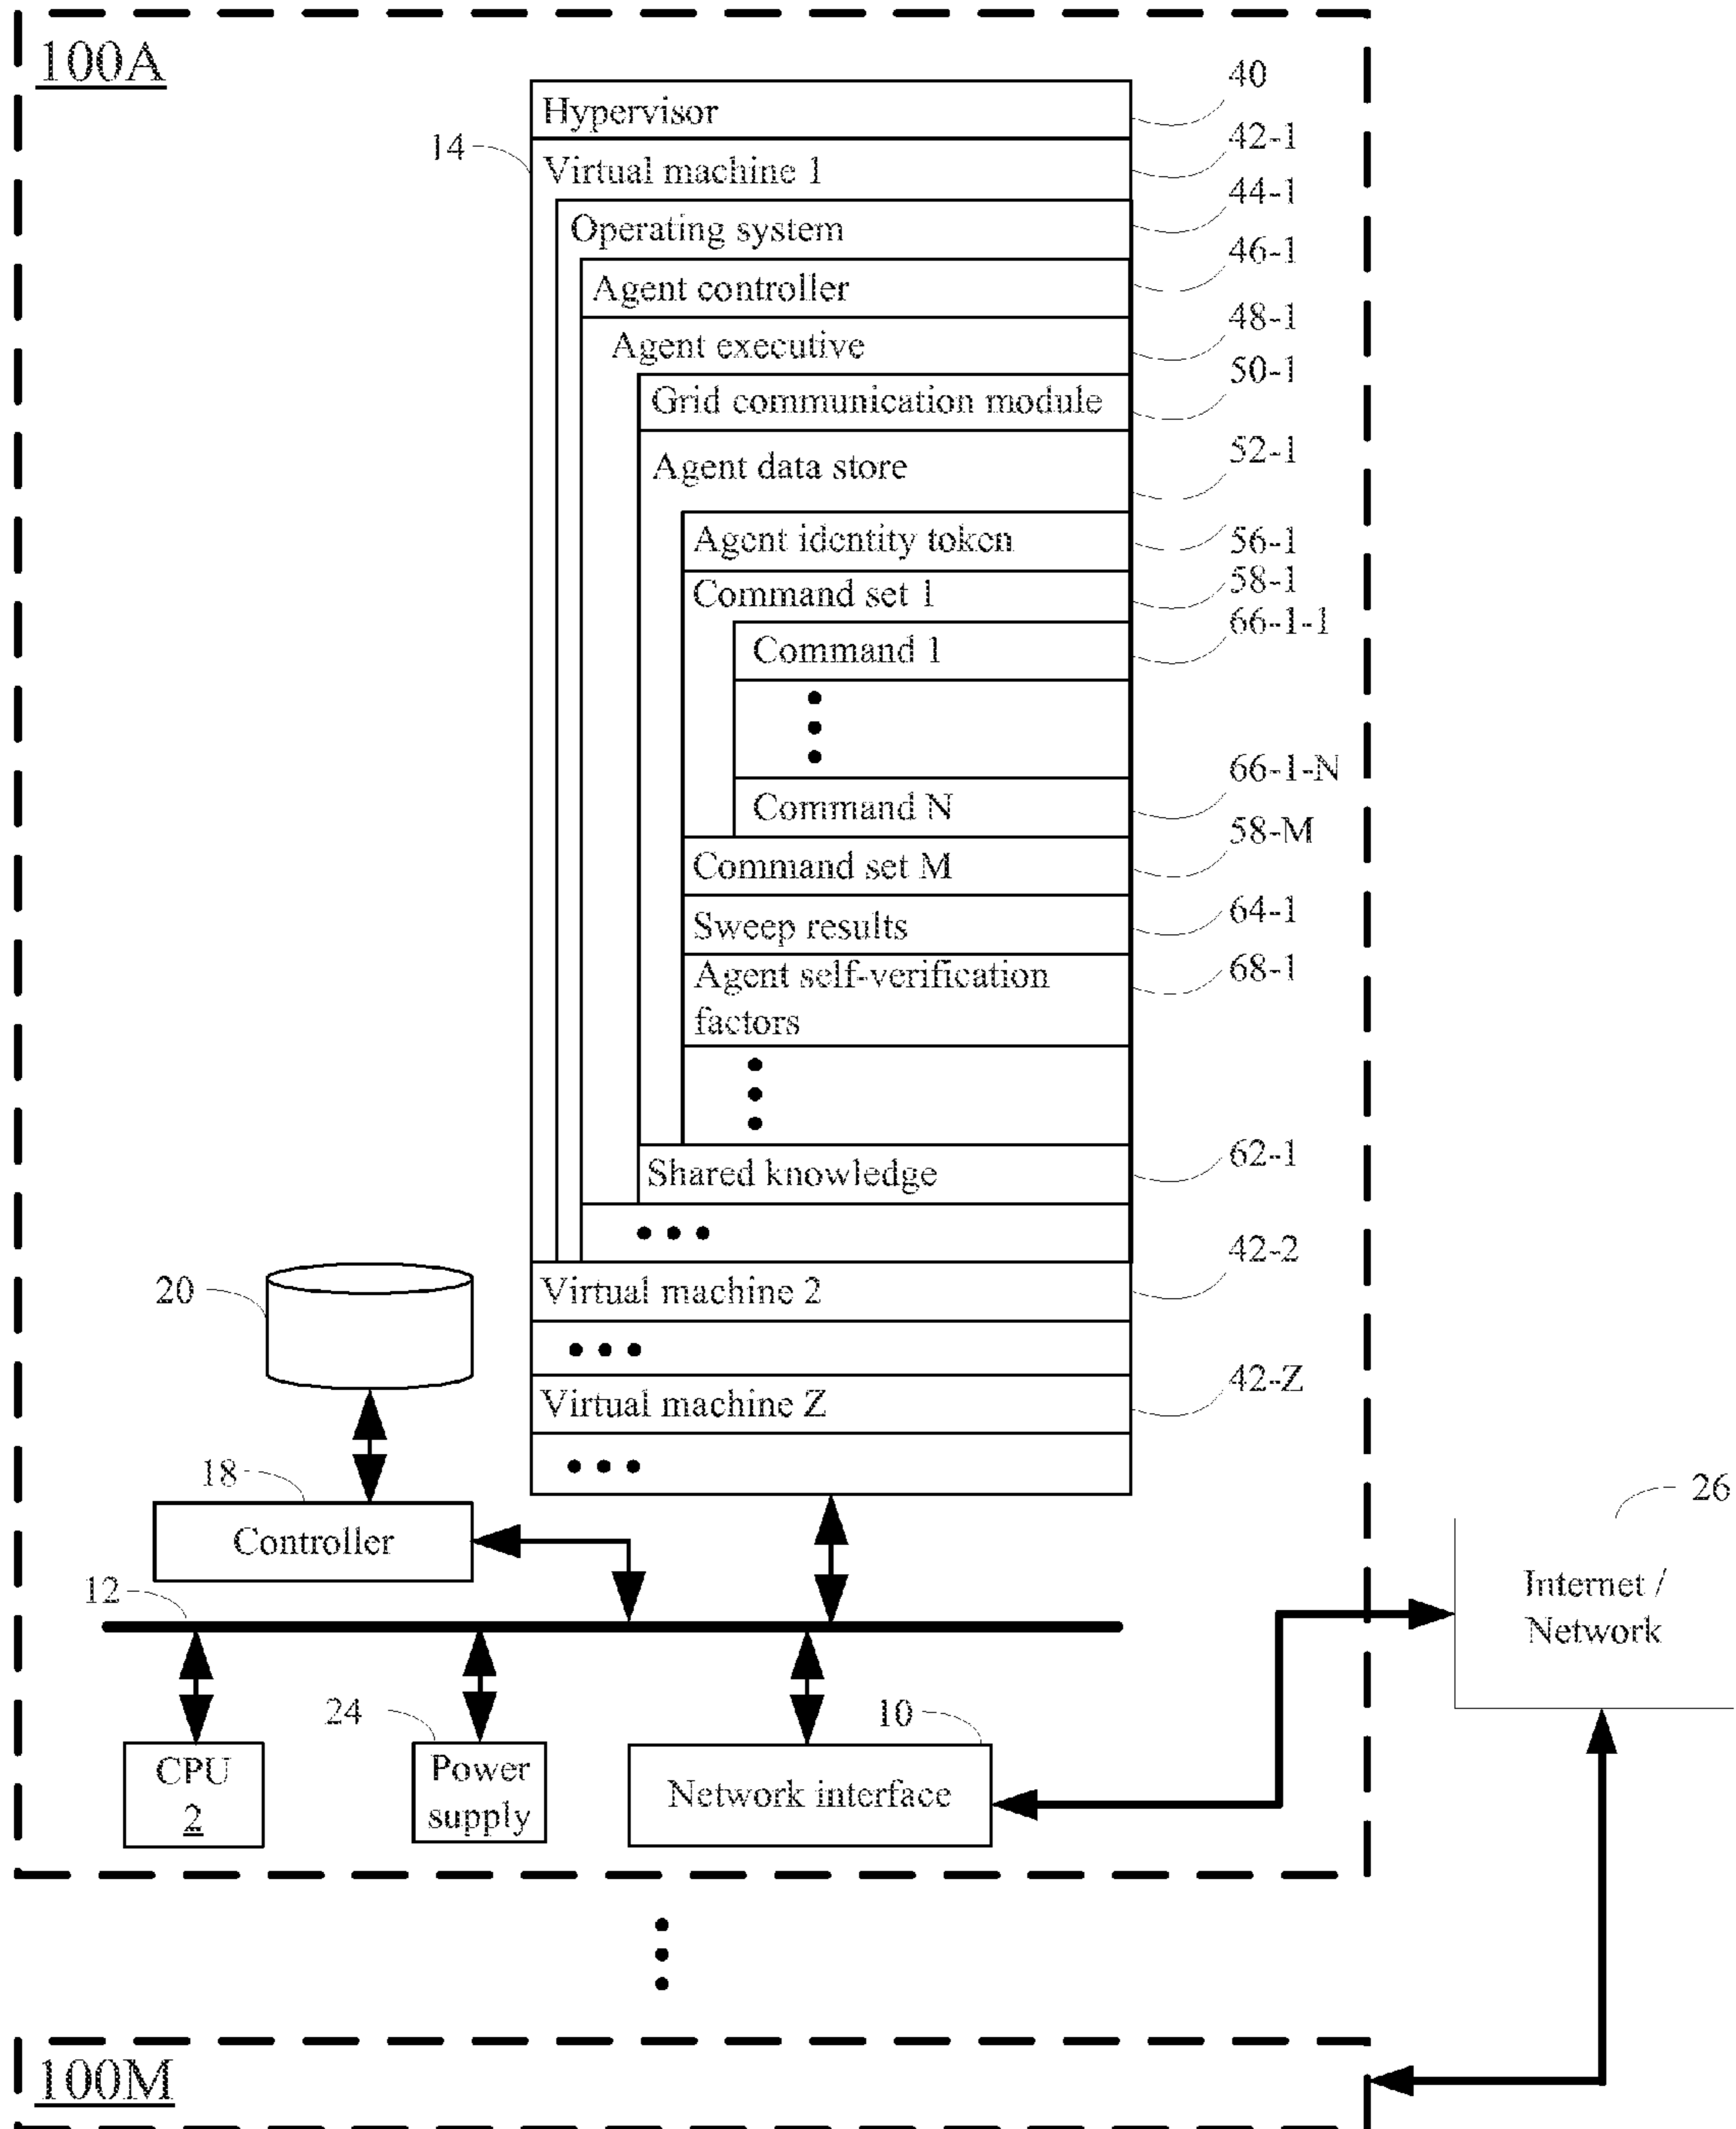 100A
40
Hypervisor
14
42-1
Virtual machine 1
44-1
Operating system
46-1
Agent controller
48-1
Agent executive
50-1
Grid communication module
52-1
Agent data store
56-1
Agent identity token
58-1
Command set 1
66-1-1
Command 1
66-1-N
Command N
58-M
Command set M
64-1
Sweep results
68-1
Agent self-verification
factors
62-1
Shared knowledge
42-2
20
Virtual machine 2
42-Z
Virtual machine Z
18
26
Controller
12
Internet /
Network
24
10
CPU
2
Power
supply
Network interface
100M